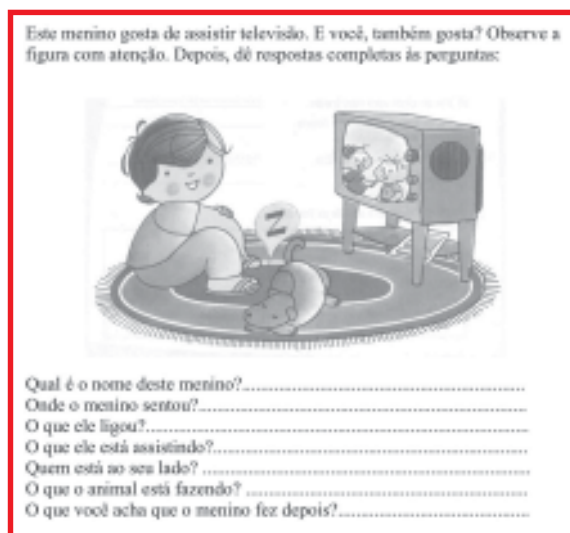 Este menino gosta de assistir televisão. E você, também gosta? Observe a
figura com atenção. Depois, dê respostas completas às perguntas:
Z
Qual é o nome deste menino?..........................................................................
Onde o menino sentou?......................................................................................
O que ele ligou?....................................................................................................
O que ele está assistindo?..................................................................................
Quem está ao seu lado? ......................................................................................
O que o animal está fazendo? ..........................................................................
O que você acha que o menino fez depois?..................................................